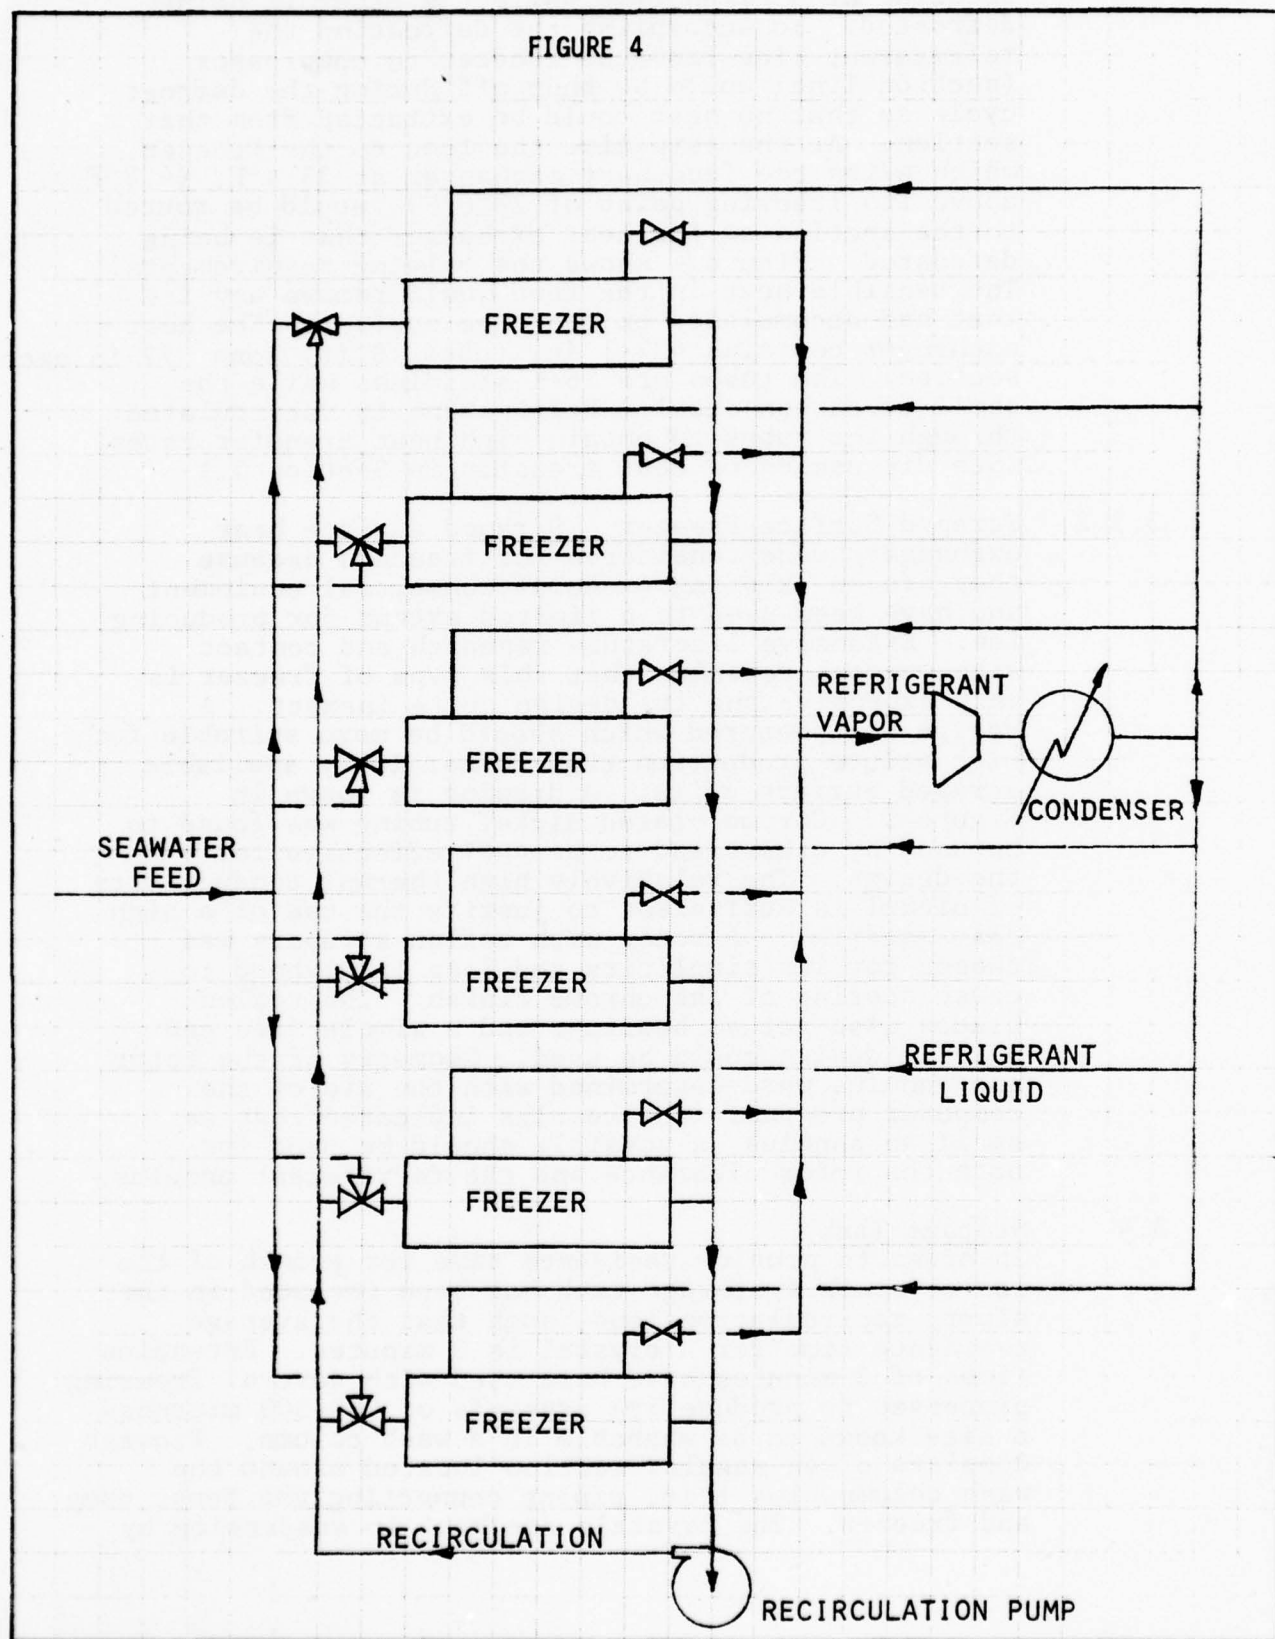 FIGURE 4
FREEZER
FREEZER
FREEZER
REFRIGERANT
VAPOR
CONDENSER
SEAWATER
FEED
FREEZER
REFRIGERANT
LIQUID
FREEZER
FREEZER
RECIRCULATION
RECIRCULATION PUMP